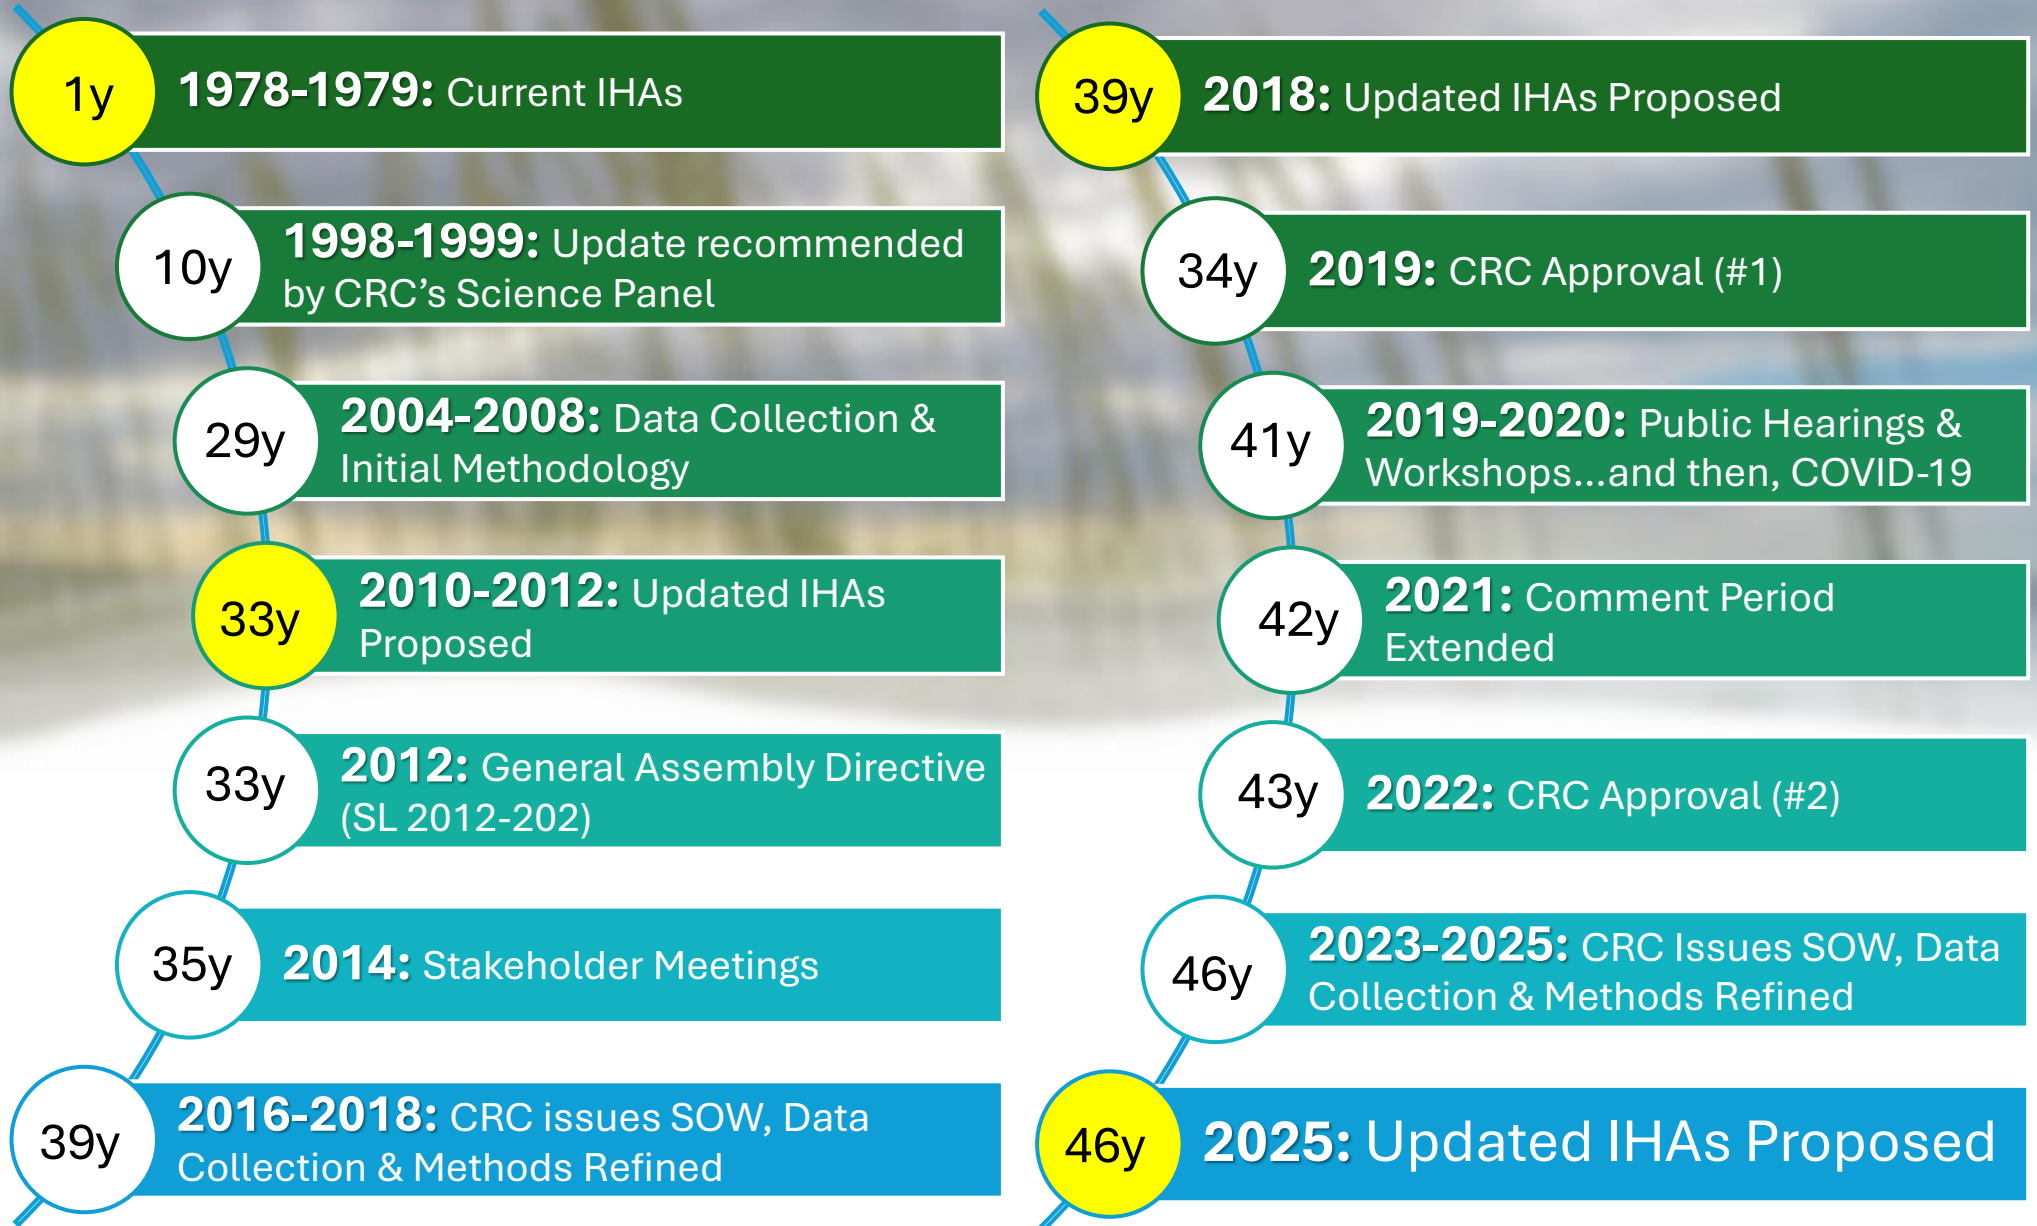 1y
1978-1979: Current IHAs
10y
1998-1999: Update recommended
by CRC’s Science Panel
29y
2004-2008: Data Collection &
Initial Methodology
33y
2010-2012: Updated IHAs
Proposed
33y
2012: General Assembly Directive
(SL 2012-202)
35y
2014: Stakeholder Meetings
39y
2016-2018: CRC issues SOW, Data
Collection & Methods Refined
39y
2018: Updated IHAs Proposed
34y
2019: CRC Approval (#1)
41y
2019-2020: Public Hearings &
Workshops...and then, COVID-19
42y
2021: Comment Period
Extended
43y
2022: CRC Approval (#2)
46y
2023-2025: CRC Issues SOW, Data
Collection & Methods Refined
46y
2025: Updated IHAs Proposed